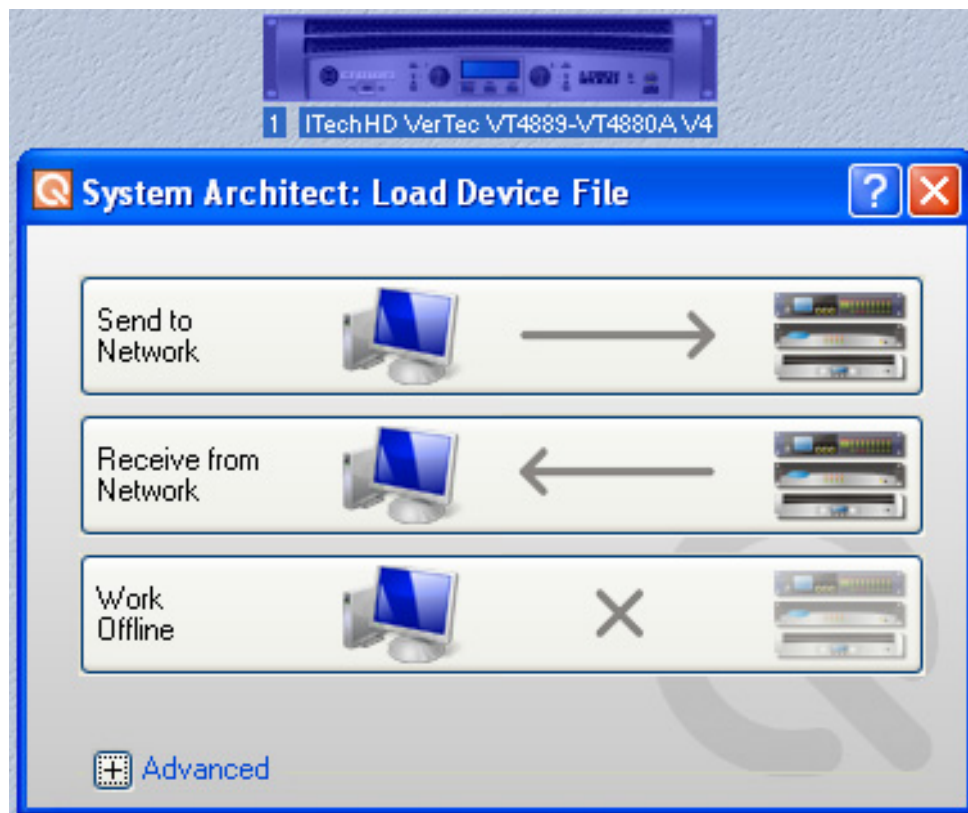 1 ITechHD VerTec VT4889-VT4880A V4
System Architect: Load Device File
Send to
Network
Receive from
Network
Work
Offline
Advanced